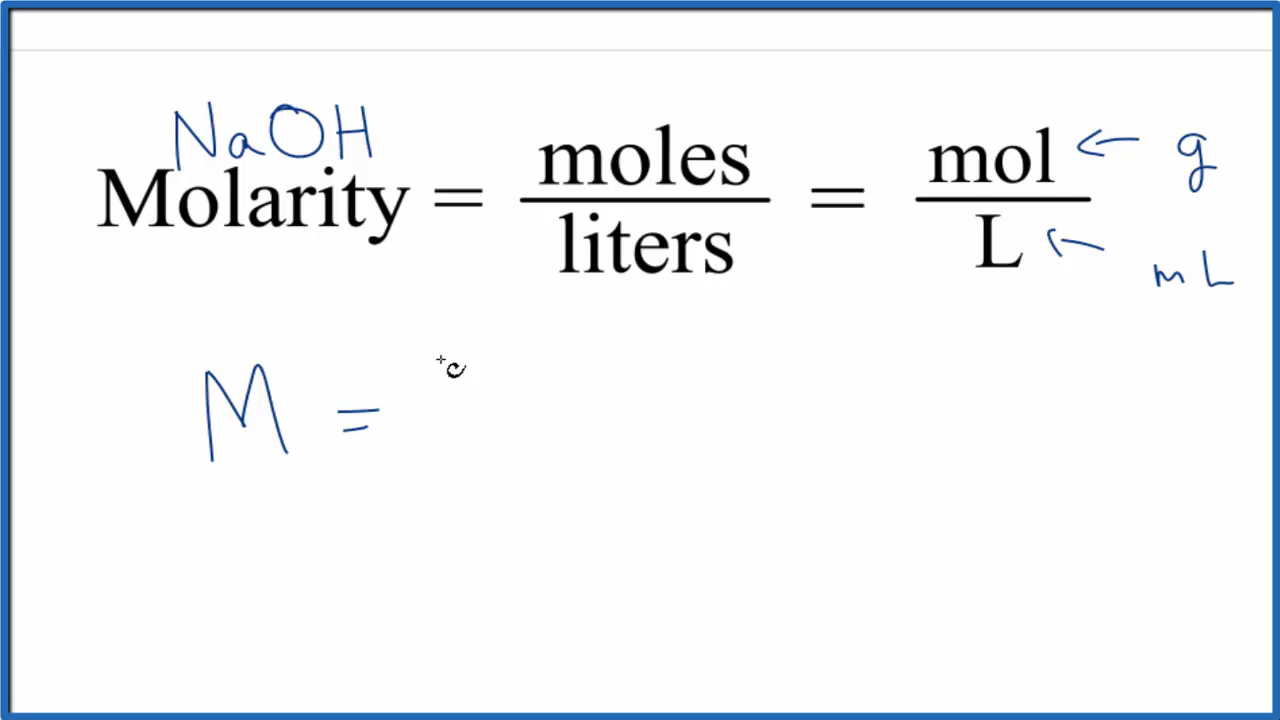 NaOH
Molarity = moles / liters = mol / L ← g ← mL
M =